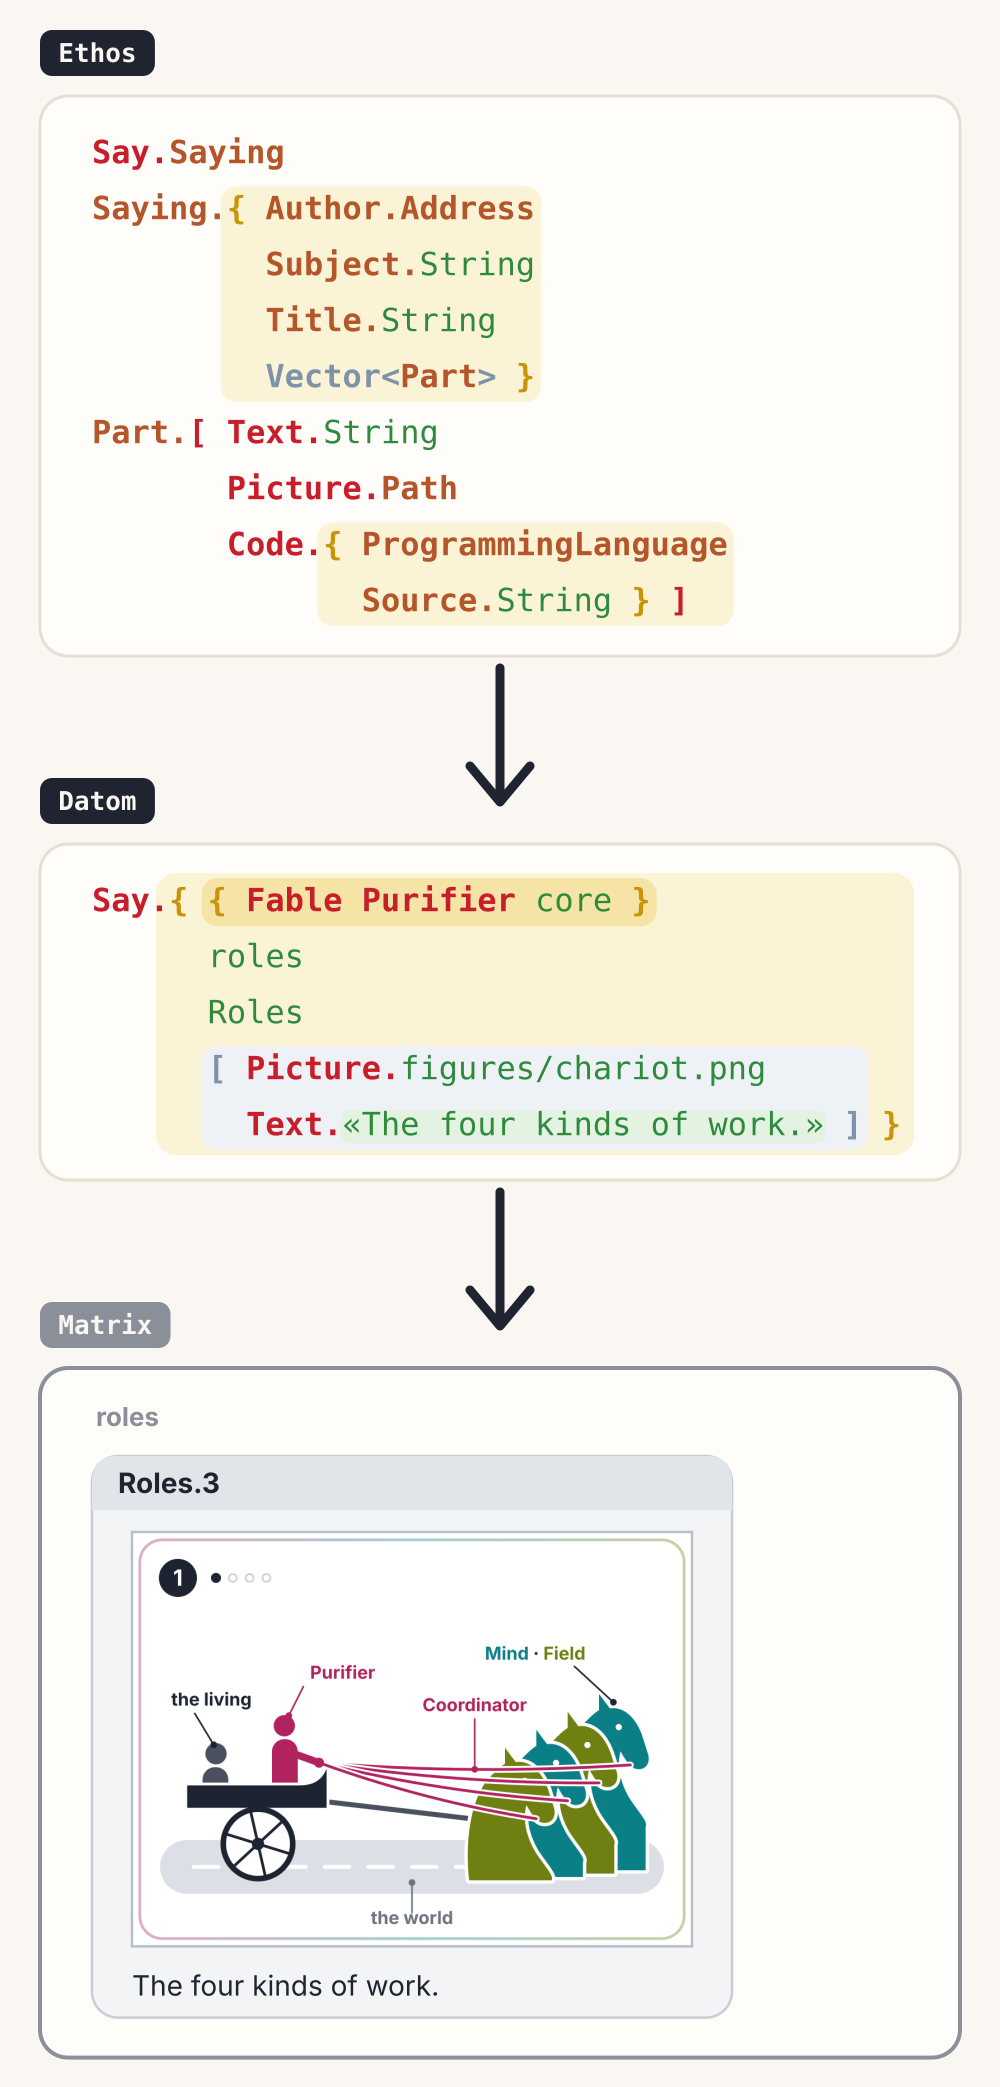 Ethos
Say.Saying
Saying.{ Author.Address
Subject.String
Title.String
Vector<Part> }
Part.[ Text.String
Picture.Path
Code.{ ProgrammingLanguage
Source.String } ]
Datom
Say.{ { Fable Purifier core }
roles
Roles
[ Picture.figures/chariot.png
Text.«The four kinds of work.» ] }
Matrix
roles
Roles.3
1
Mind · Field
Purifier
the living
Coordinator
the world
The four kinds of work.